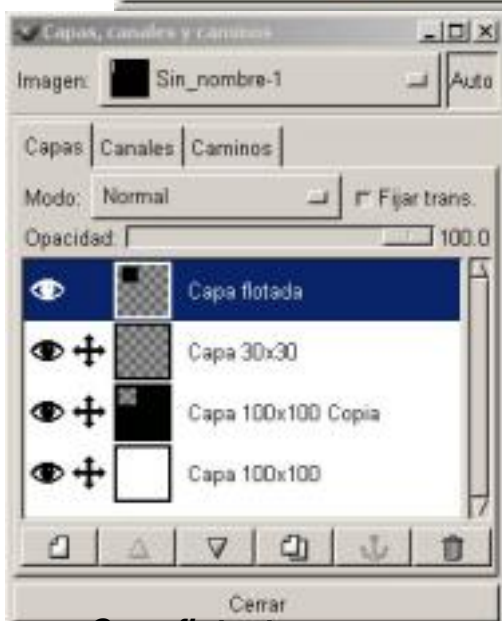 Capas, canales y caminos
Imagen: Sin_nombre-1 Auto
Capas Canales Caminos
Modo: Normal Fijar trans.
Opacidad: 100.0
Capa flotada
Capa 30x30
Capa 100x100 Copia
Capa 100x100
Cerrar